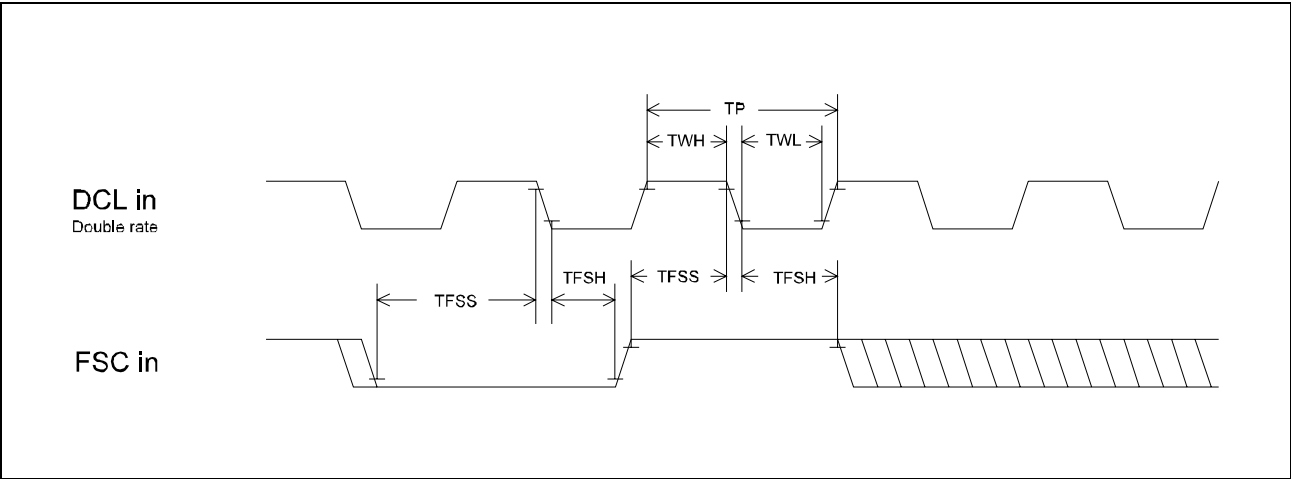 TP
TWH
TWL
DCL in
Double rate
TFSH
TFSS
TFSH
TFSS
FSC in